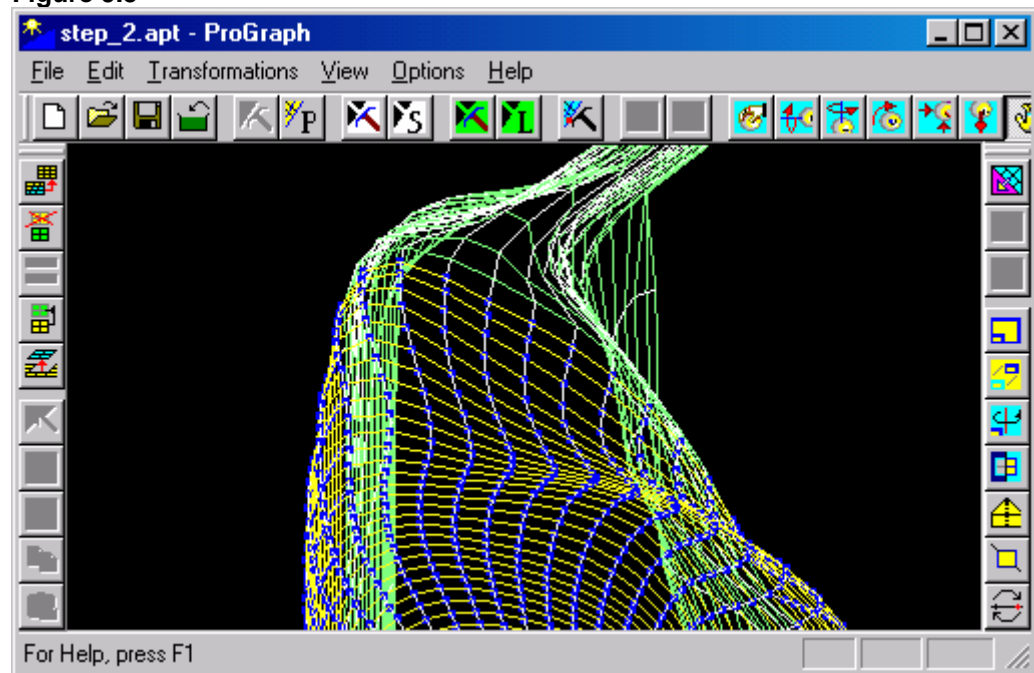 step_2.apt - ProGraph
File Edit Transformations View Options Help
P S L
For Help, press F1